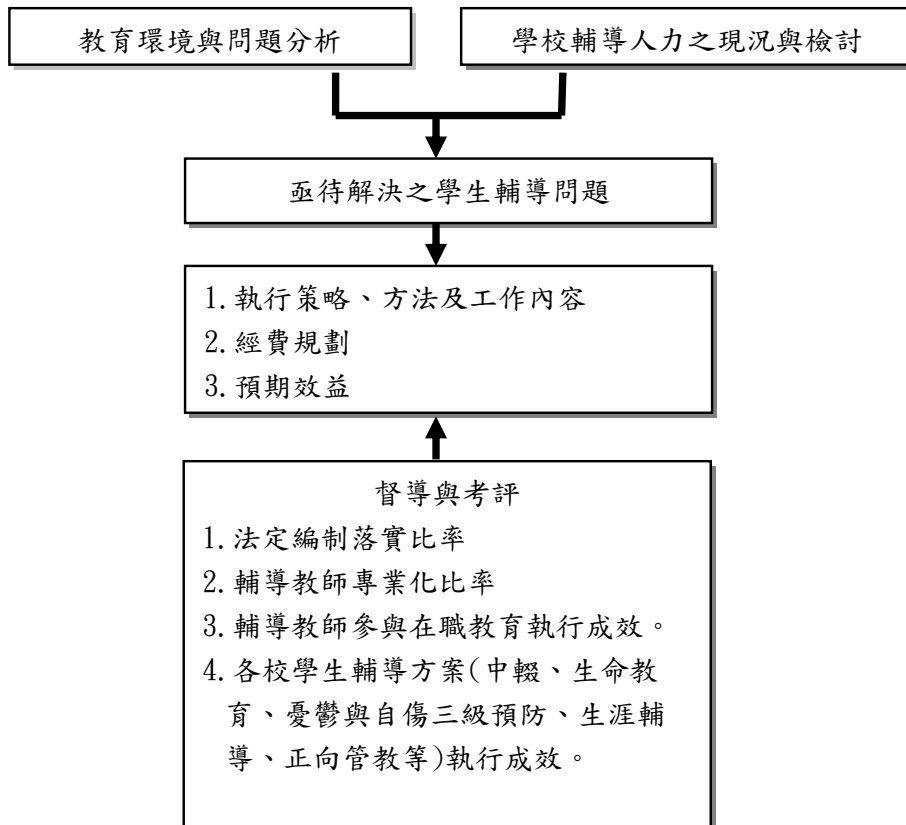 教育環境與問題分析
學校輔導人力之現況與檢討
亟待解決之學生輔導問題
1.執行策略、方法及工作內容
2.經費規劃
3.預期效益
督導與考評
1.法定編制落實比率
2.輔導教師專業化比率
3.輔導教師參與在職教育執行成效。
4.各校學生輔導方案(中輟、生命教
育、憂鬱與自傷三級預防、生涯輔
導、正向管教等)執行成效。